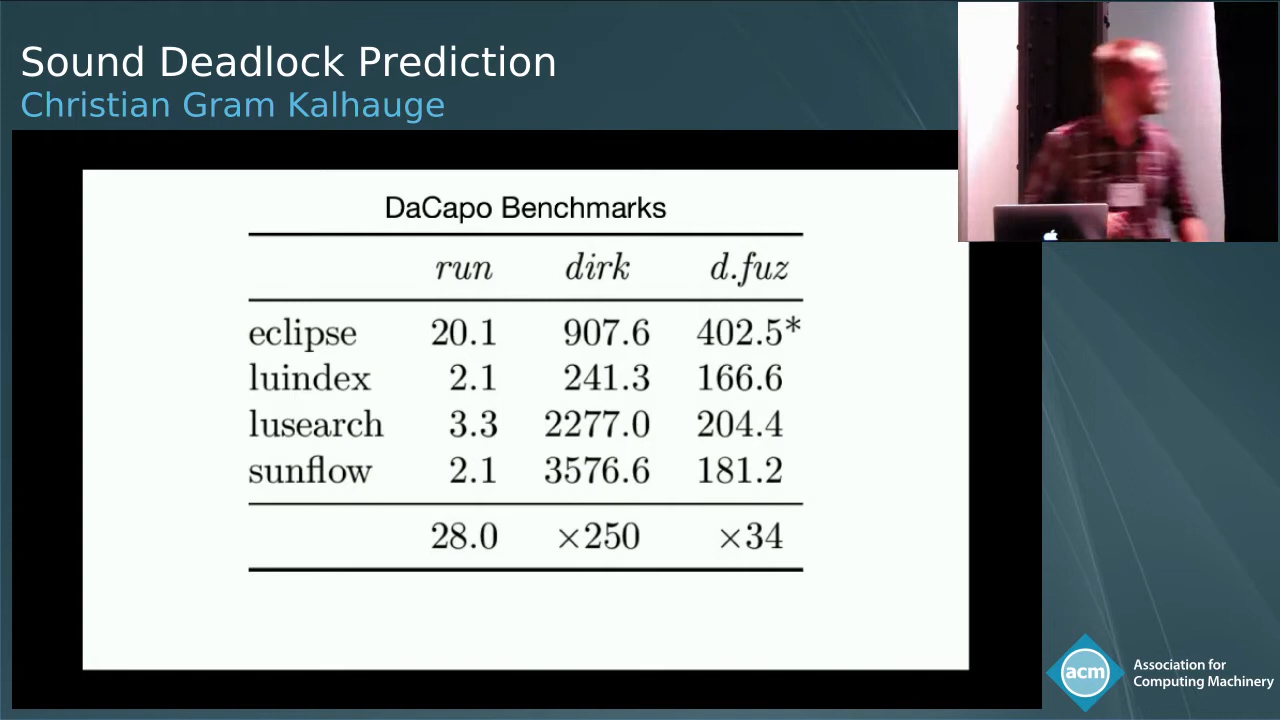 Sound Deadlock Prediction
Christian Gram Kalhauge
DaCapo Benchmarks
run dirk d.fuz
eclipse 20.1 907.6 402.5*
luindex 2.1 241.3 166.6
lusearch 3.3 2277.0 204.4
sunflow 2.1 3576.6 181.2
28.0 ×250 ×34
acm
Association for
Computing Machinery